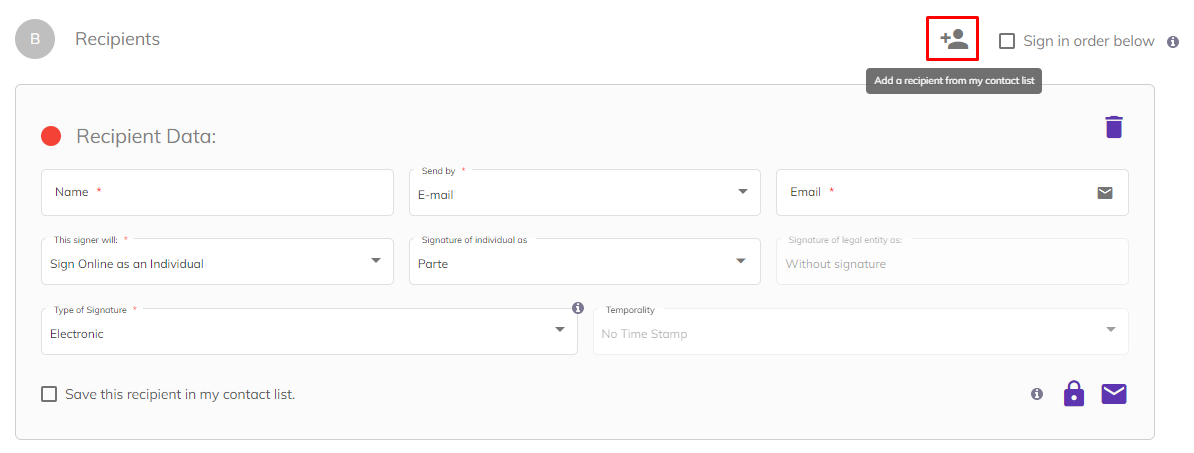 B Recipients
Sign in order below
Add a recipient from my contact list
Recipient Data:
Name *
Send by *
E-mail
Email *
This signer will: *
Sign Online as an Individual
Signature of individual as
Parte
Signature of legal entity as:
Without signature
Type of Signature *
Electronic
Temporality
No Time Stamp
Save this recipient in my contact list.